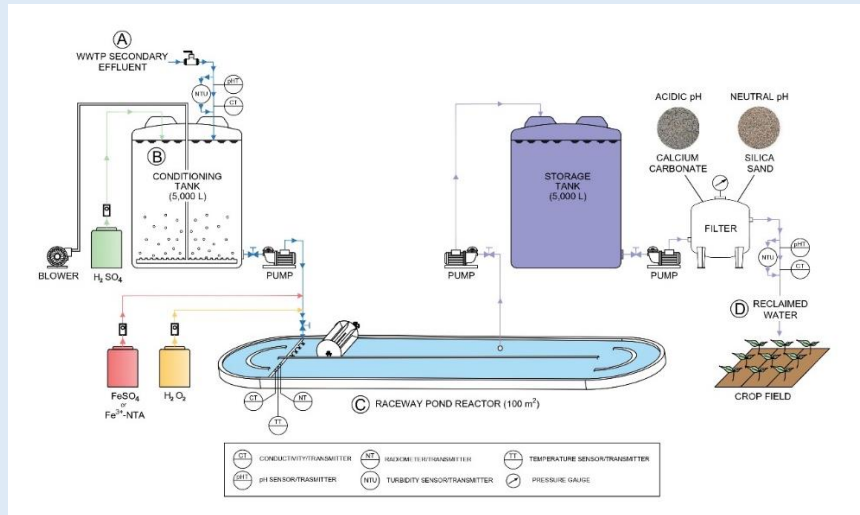 A
WWTP SECONDARY
EFFLUENT
pHT
NTU
CT
B
CONDITIONING
TANK
(5,000 L)
BLOWER
H₂ SO₄
PUMP
FeSO₄
or
Fe³⁺-NTA
H₂ O₂
CT
NT
TT
C RACEWAY POND REACTOR (100 m²)
PUMP
STORAGE
TANK
(5,000 L)
PUMP
ACIDIC pH
NEUTRAL pH
CALCIUM
CARBONATE
SILICA
SAND
FILTER
pHT
NTU
CT
D RECLAIMED
WATER
CROP FIELD
CT CONDUCTIVITY/TRANSMITTER
NT RADIOMETER/TRANSMITTER
TT TEMPERATURE SENSOR/TRANSMITTER
pHT pH SENSOR/TRASMITTER
NTU TURBIDITY SENSOR/TRANSMITTER
PRESSURE GAUGE